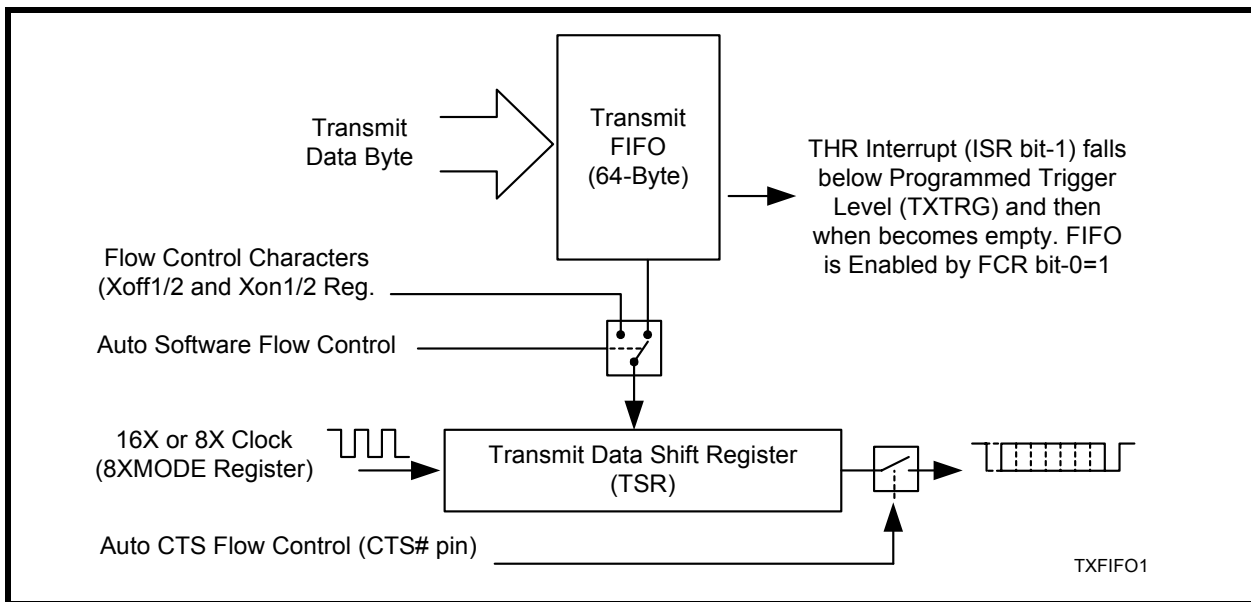 Transmit
Data Byte
Transmit
FIFO
(64-Byte)
THR Interrupt (ISR bit-1) falls
below Programmed Trigger
Level (TXTRG) and then
when becomes empty. FIFO
is Enabled by FCR bit-0=1
Flow Control Characters
(Xoff1/2 and Xon1/2 Reg.
Auto Software Flow Control
16X or 8X Clock
(8XMODE Register)
Transmit Data Shift Register
(TSR)
Auto CTS Flow Control (CTS# pin)
TXFIFO1